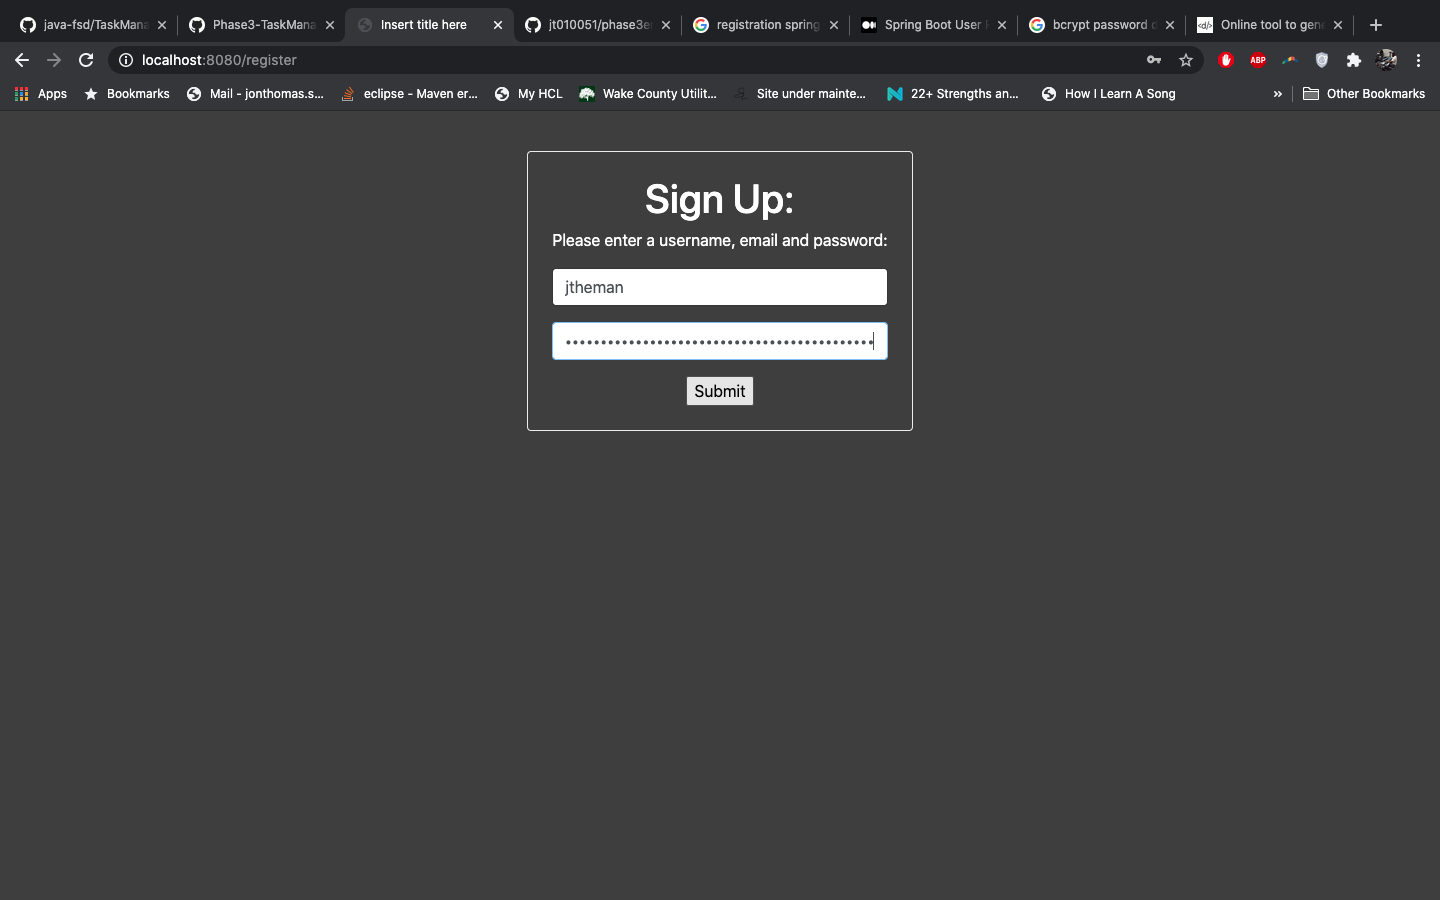 java-fsd/TaskMana
Phase3-TaskMana
Insert title here
jt010051/phase3e
registration spring
Spring Boot User
bcrypt password d
Online tool to gene
localhost:8080/register
ABP
Apps
Bookmarks
Mail - jonthomas.s...
eclipse - Maven er...
My HCL
Wake County Utilit...
Site under mainte...
22+ Strengths an...
How I Learn A Song
»
Other Bookmarks
Sign Up:
Please enter a username, email and password:
jtheman
••••••••••••••••••••••••••••••••••••••••••••
Submit